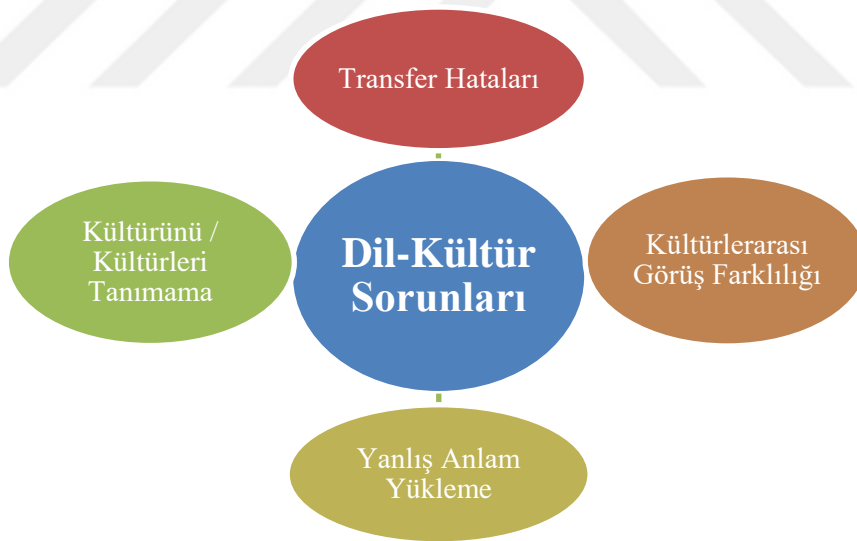 Transfer Hataları
Kültürünü /
Kültürleri
Tanımama
Dil-Kültür
Sorunları
Kültürlerarası
Görüş Farklılığı
Yanlış Anlam
Yükleme